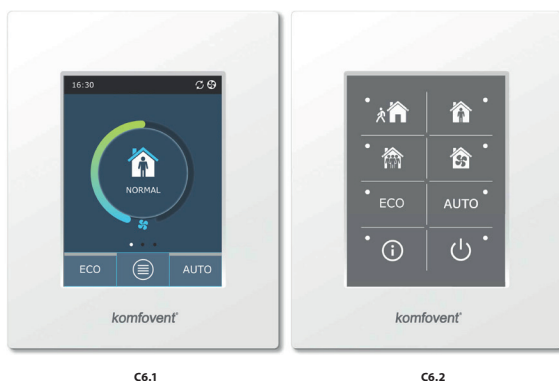 16:30
NORMAL
ECO
AUTO
komfovent
C6.1
ECO
AUTO
komfovent
C6.2